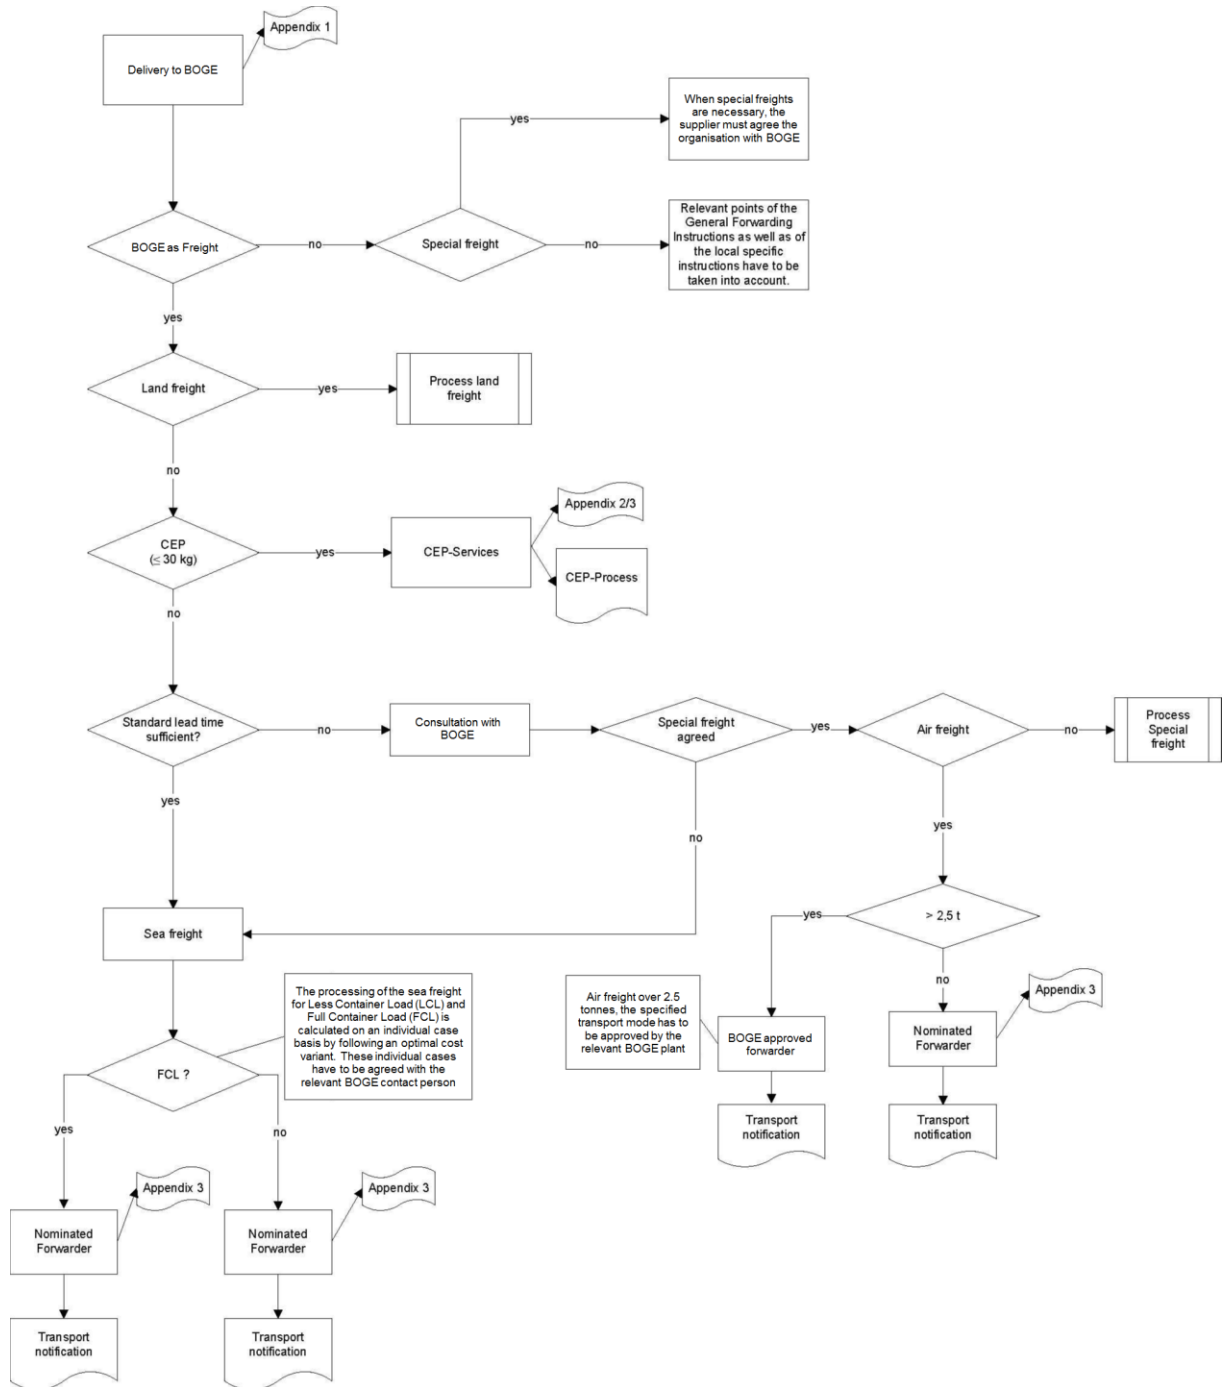 Appendix 1
Delivery to BOGE
When special freights
are necessary, the
supplier must agree the
organisation with BOGE
yes
Relevant points of the
General Forwarding
Instructions as well as of
the local specific
instructions have to be
taken into account.
BOGE as Freight
no
Special freight
no
yes
Land freight
yes
Process land
freight
no
Appendix 2/3
CEP
(≤ 30 kg)
yes
CEP-Services
CEP-Process
no
Standard lead time
sufficient?
no
Consultation with
BOGE
Special freight
agreed
yes
Air freight
no
Process
Special
freight
yes
no
yes
Sea freight
yes
> 2,5 t
no
The processing of the sea freight
for Less Container Load (LCL) and
Full Container Load (FCL) is
calculated on an individual case
basis by following an optimal cost
variant. These individual cases
have to be agreed with the
relevant BOGE contact person
Air freight over 2.5
tonnes, the specified
transport mode has to
be approved by the
relevant BOGE plant
BOGE approved
forwarder
Nominated
Forwarder
Appendix 3
FCL ?
Transport
notification
Transport
notification
yes
no
Appendix 3
Appendix 3
Nominated
Forwarder
Nominated
Forwarder
Transport
notification
Transport
notification